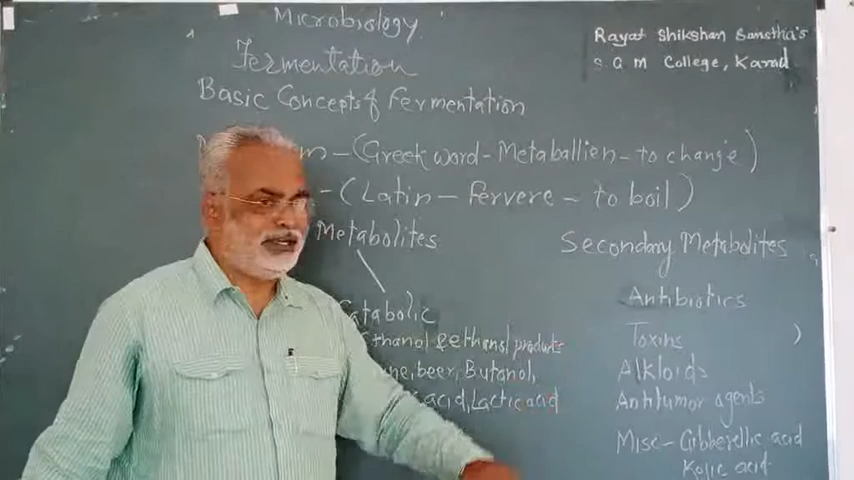 Microbiology
Rayat Shikshan Sanstha's
S G M College, Karad
Fermentation
Basic Concepts of Fermentation
(Greek word - Metaballien - to change)
(Latin - Fervere - to boil)
Metabolites
Secondary Metabolites
Catabolic
Antibiotics
Ethanol & ethanol products
Toxins
beer, Butanol,
Alkloids
acid, Lactic acid
Antitumor agents
Misc - Gibberellic acid
Kojic acid